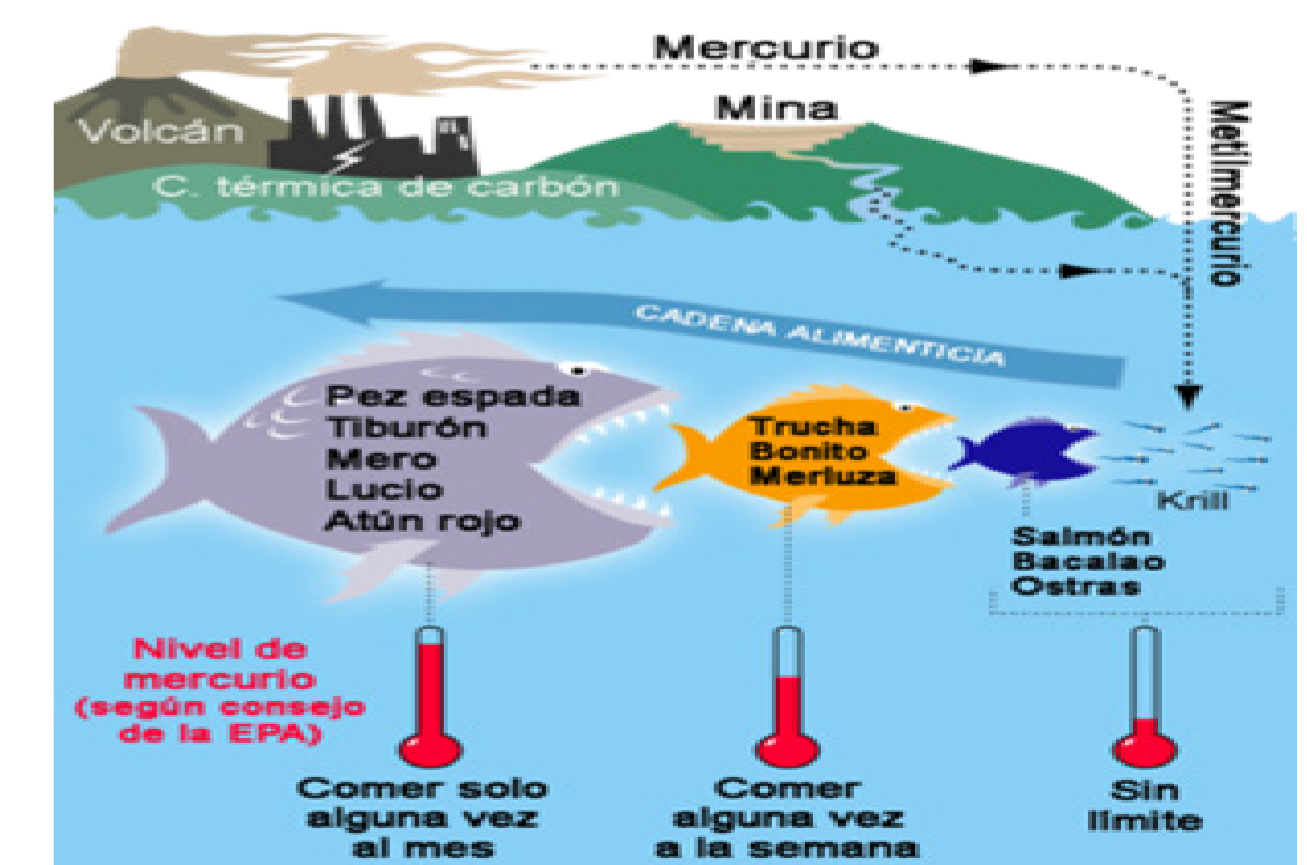 Mercurio
Mina
Volcán
C. térmica de carbón
Metilmercurio
CADENA ALIMENTICIA
Pez espada
Tiburón
Mero
Lucio
Atún rojo
Trucha
Bonito
Merluza
Krill
Salmón
Bacalao
Ostras
Nivel de
mercurio
(según consejo
de la EPA)
Comer solo
alguna vez
al mes
Comer
alguna vez
a la semana
Sin
límite